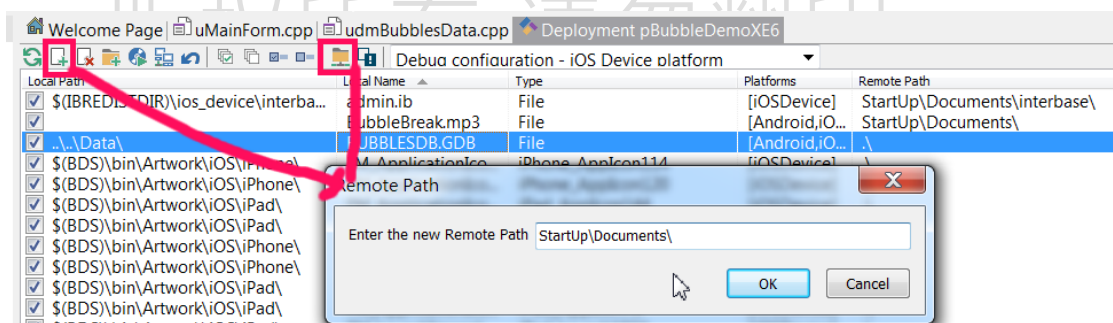 Welcome Page uMainForm.cpp udmBubblesData.cpp Deployment pBubbleDemoXE6
Debug configuration - iOS Device platform
Local Path Local Name Type Platforms Remote Path
$(IBREDISTDIR)\ios_device\interba... admin.ib File [iOSDevice] StartUp\Documents\interbase\
BubbleBreak.mp3 File [Android,iO... StartUp\Documents\
..\..\Data\ BUBBLESDB.GDB File [Android,iO... .\
$(BDS)\bin\Artwork\iOS\iPhone\ FM_ApplicationIco... iPhone_AppIcon114 [iOSDevice] .\
$(BDS)\bin\Artwork\iOS\iPhone\
$(BDS)\bin\Artwork\iOS\iPad\
$(BDS)\bin\Artwork\iOS\iPad\
$(BDS)\bin\Artwork\iOS\iPhone\
$(BDS)\bin\Artwork\iOS\iPhone\
$(BDS)\bin\Artwork\iOS\iPad\
$(BDS)\bin\Artwork\iOS\iPad\
Remote Path
Enter the new Remote Path StartUp\Documents\
OK Cancel